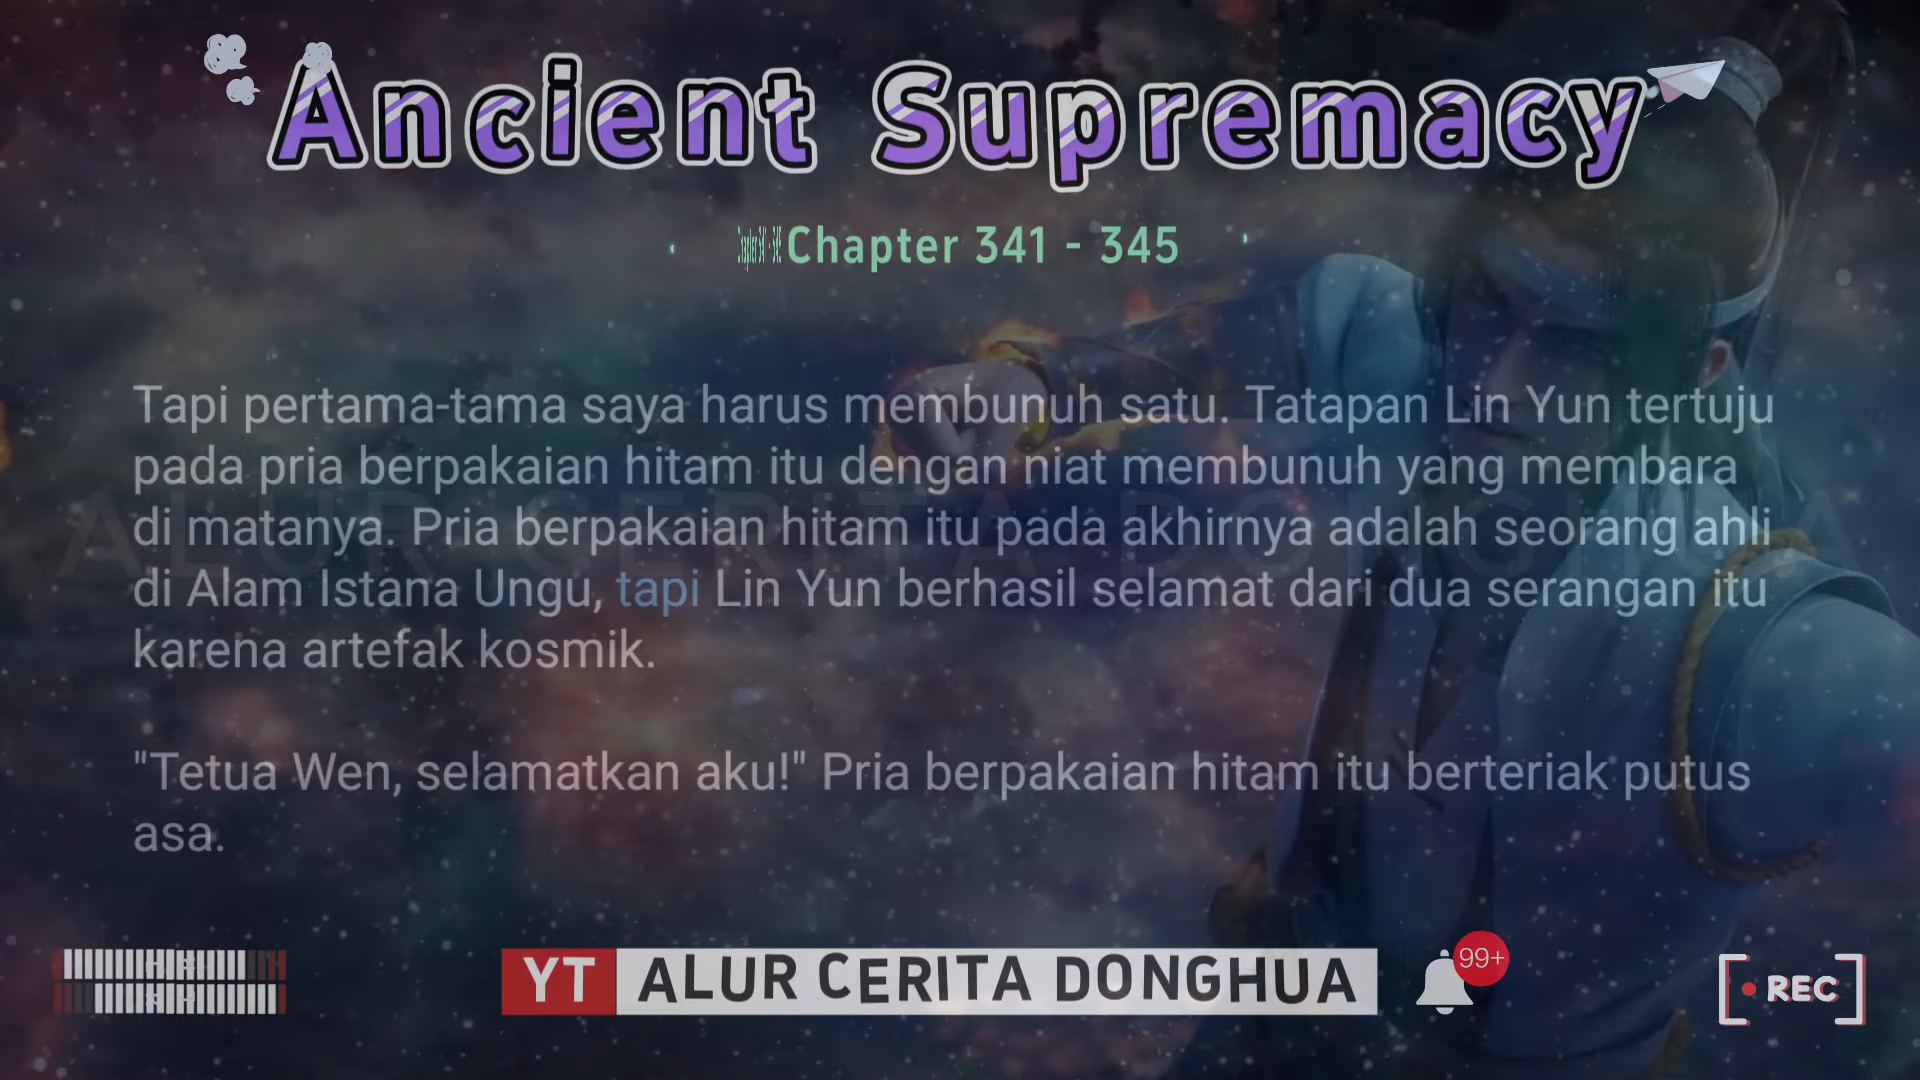 Ancient Supremacy
Chapter 341 - 345
Tapi pertama-tama saya harus membunuh satu. Tatapan Lin Yun tertuju
pada pria berpakaian hitam itu dengan niat membunuh yang membara
di matanya. Pria berpakaian hitam itu pada akhirnya adalah seorang ahli
di Alam Istana Ungu, tapi Lin Yun berhasil selamat dari dua serangan itu
karena artefak kosmik.
"Tetua Wen, selamatkan aku!" Pria berpakaian hitam itu berteriak putus
asa.
ALUR CERITA DONGHUA
YT ALUR CERITA DONGHUA
99+
REC